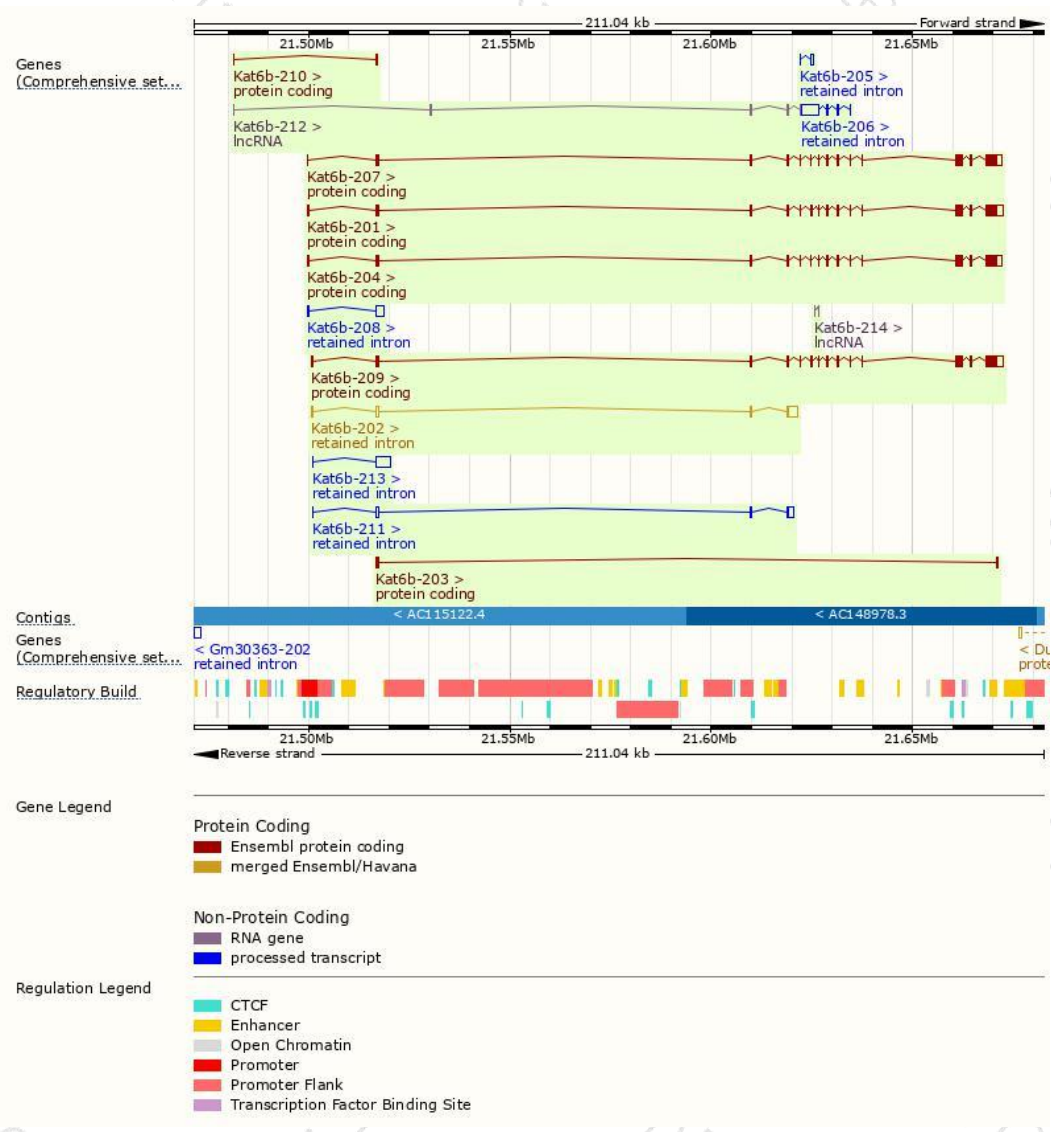 211.04 kb
Forward strand
21.50Mb 21.55Mb 21.60Mb 21.65Mb
Genes
(Comprehensive set...
Kat6b-210 >
protein coding
Kat6b-205 >
retained intron
Kat6b-212 >
lncRNA
Kat6b-206 >
retained intron
Kat6b-207 >
protein coding
Kat6b-201 >
protein coding
Kat6b-204 >
protein coding
Kat6b-208 >
retained intron
Kat6b-214 >
lncRNA
Kat6b-209 >
protein coding
Kat6b-202 >
retained intron
Kat6b-213 >
retained intron
Kat6b-211 >
retained intron
Kat6b-203 >
protein coding
Contigs
< AC115122.4
< AC148978.3
Genes
(Comprehensive set...
< Gm30363-202
retained intron
< Du
prote
Regulatory Build
21.50Mb 21.55Mb 21.60Mb 21.65Mb
Reverse strand
211.04 kb
Gene Legend
Protein Coding
Ensembl protein coding
merged Ensembl/Havana
Non-Protein Coding
RNA gene
processed transcript
Regulation Legend
CTCF
Enhancer
Open Chromatin
Promoter
Promoter Flank
Transcription Factor Binding Site